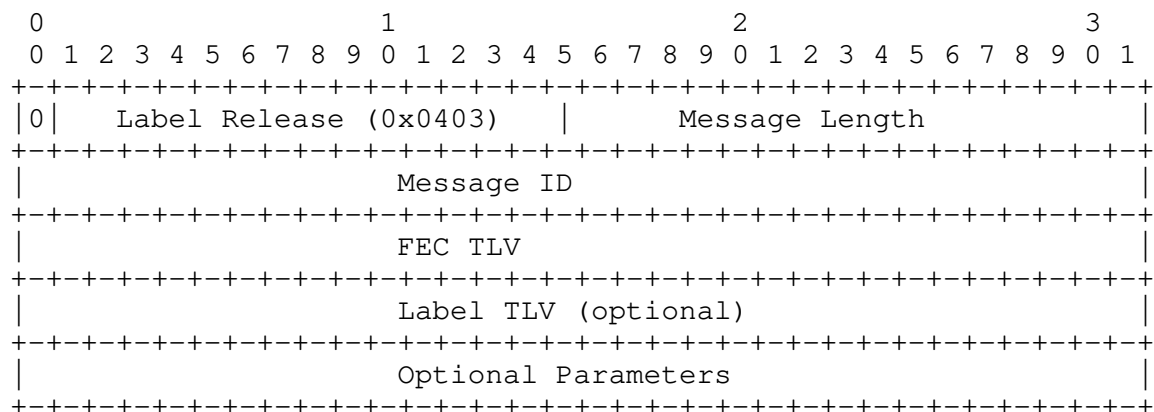 0                   1                   2                   3
 0 1 2 3 4 5 6 7 8 9 0 1 2 3 4 5 6 7 8 9 0 1 2 3 4 5 6 7 8 9 0 1
+-+-+-+-+-+-+-+-+-+-+-+-+-+-+-+-+-+-+-+-+-+-+-+-+-+-+-+-+-+-+-+-+
|0|   Label Release (0x0403)   |      Message Length            |
+-+-+-+-+-+-+-+-+-+-+-+-+-+-+-+-+-+-+-+-+-+-+-+-+-+-+-+-+-+-+-+-+
|                     Message ID                                |
+-+-+-+-+-+-+-+-+-+-+-+-+-+-+-+-+-+-+-+-+-+-+-+-+-+-+-+-+-+-+-+-+
|                     FEC TLV                                   |
+-+-+-+-+-+-+-+-+-+-+-+-+-+-+-+-+-+-+-+-+-+-+-+-+-+-+-+-+-+-+-+-+
|                     Label TLV (optional)                      |
+-+-+-+-+-+-+-+-+-+-+-+-+-+-+-+-+-+-+-+-+-+-+-+-+-+-+-+-+-+-+-+-+
|                     Optional Parameters                       |
+-+-+-+-+-+-+-+-+-+-+-+-+-+-+-+-+-+-+-+-+-+-+-+-+-+-+-+-+-+-+-+-+